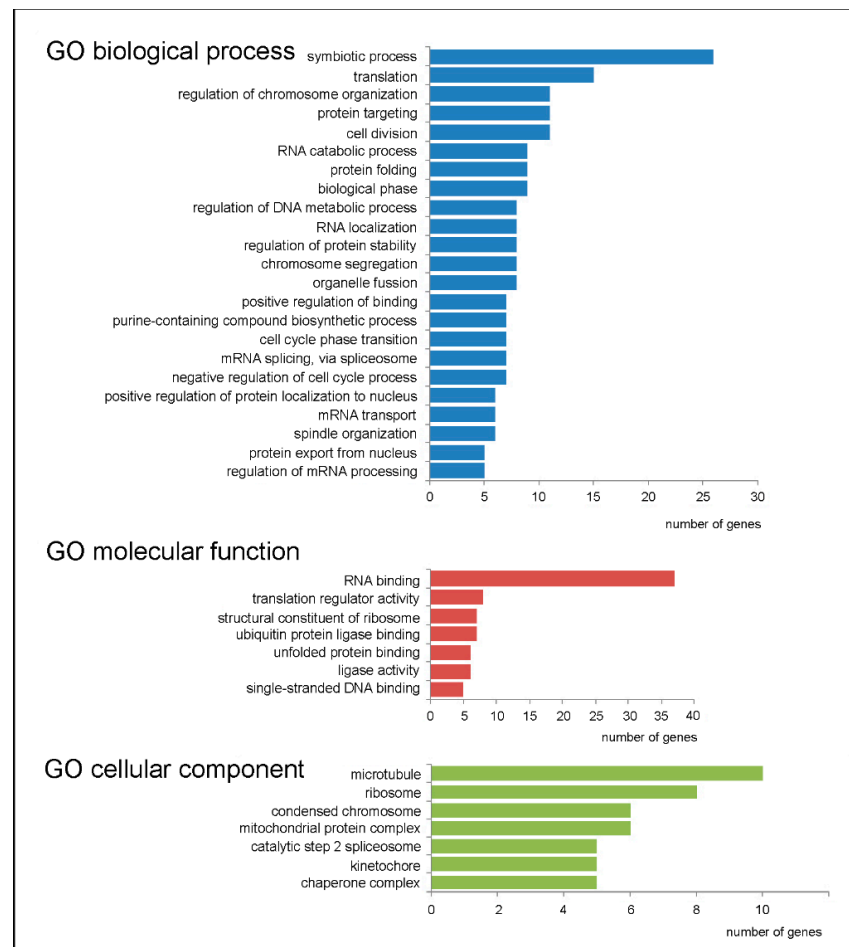 GO biological process
symbiotic process
translation
regulation of chromosome organization
protein targeting
cell division
RNA catabolic process
protein folding
biological phase
regulation of DNA metabolic process
RNA localization
regulation of protein stability
chromosome segregation
organelle fussion
positive regulation of binding
purine-containing compound biosynthetic process
cell cycle phase transition
mRNA splicing, via spliceosome
negative regulation of cell cycle process
positive regulation of protein localization to nucleus
mRNA transport
spindle organization
protein export from nucleus
regulation of mRNA processing
0 5 10 15 20 25 30
number of genes
GO molecular function
RNA binding
translation regulator activity
structural constituent of ribosome
ubiquitin protein ligase binding
unfolded protein binding
ligase activity
single-stranded DNA binding
0 5 10 15 20 25 30 35 40
number of genes
GO cellular component
microtubule
ribosome
condensed chromosome
mitochondrial protein complex
catalytic step 2 spliceosome
kinetochore
chaperone complex
0 2 4 6 8 10
number of genes